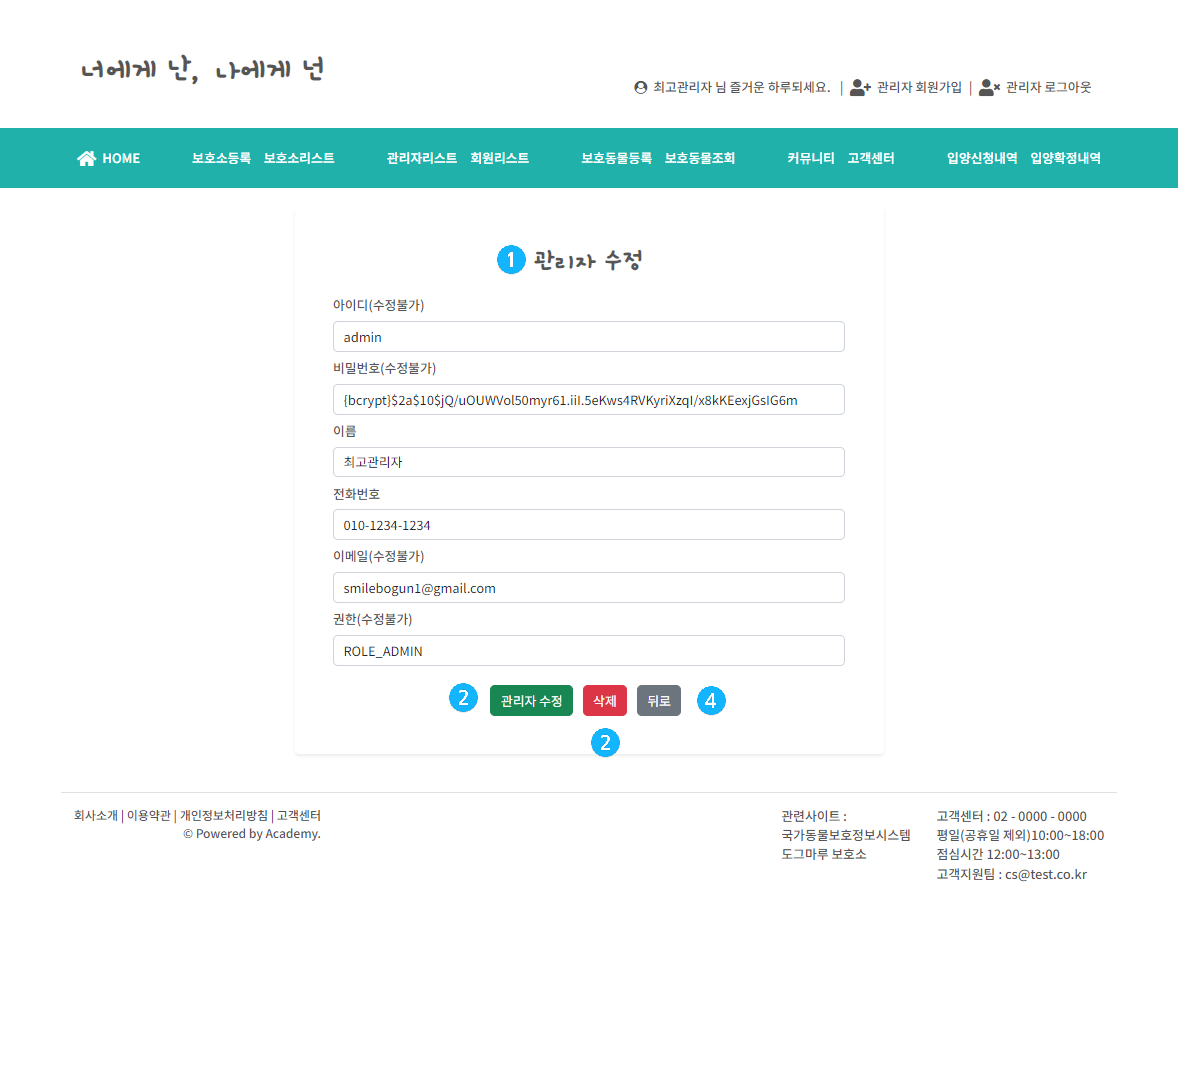 너에게 난, 나에게 넌
최고관리자 님 즐거운 하루되세요. | 관리자 회원가입 | 관리자 로그아웃
HOME 보호소등록 보호소리스트 관리자리스트 회원리스트 보호동물등록 보호동물조회 커뮤니티 고객센터 입양신청내역 입양확정내역
1 관리자 수정
아이디(수정불가)
admin
비밀번호(수정불가)
{bcrypt}$2a$10$jQ/uOUWVol50myr61.iiI.5eKws4RVKyriXzqI/x8kKEexjGsIG6m
이름
최고관리자
전화번호
010-1234-1234
이메일(수정불가)
smilebogun1@gmail.com
권한(수정불가)
ROLE_ADMIN
2 관리자 수정 삭제 뒤로 4
2
회사소개 | 이용약관 | 개인정보처리방침 | 고객센터
© Powered by Academy.
관련사이트 :
국가동물보호정보시스템
도그마루 보호소
고객센터 : 02 - 0000 - 0000
평일(공휴일 제외)10:00~18:00
점심시간 12:00~13:00
고객지원팀 : cs@test.co.kr